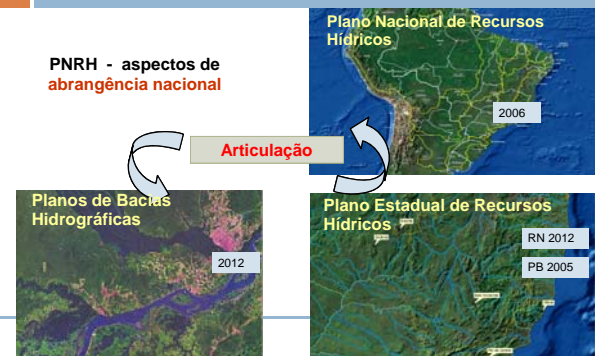 PNRH - aspectos de
abrangência nacional
Plano Nacional de Recursos
Hídricos
2006
Articulação
Planos de Bacias
Hidrográficas
2012
Plano Estadual de Recursos
Hídricos
RN 2012
PB 2005